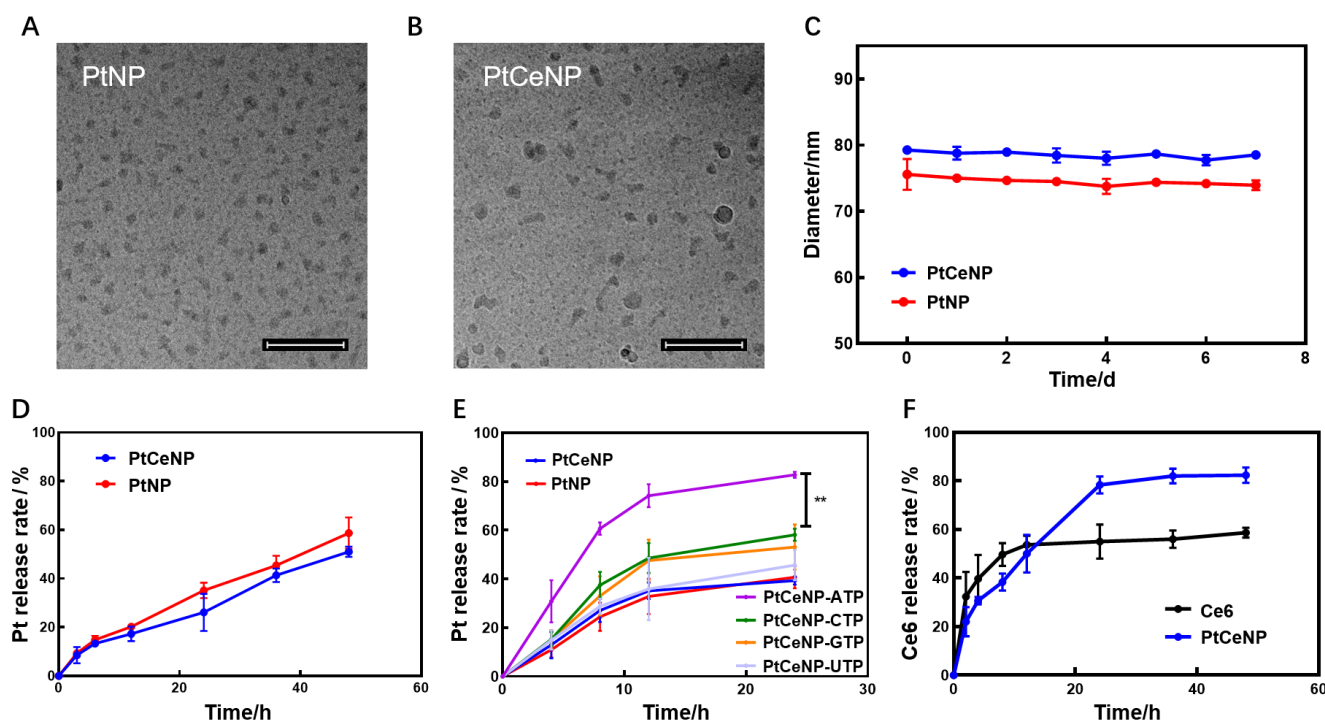 A
PtNP
B
PtCeNP
C
90
80
70
60
50
Diameter/nm
PtCeNP
PtNP
0
2
4
6
8
Time/d
D
100
80
60
40
20
0
Pt release rate / %
PtCeNP
PtNP
0
20
40
60
Time/h
E
100
80
60
40
20
0
Pt release rate / %
PtCeNP
PtNP
**
PtCeNP-ATP
PtCeNP-CTP
PtCeNP-GTP
PtCeNP-UTP
0
10
20
30
Time/h
F
100
80
60
40
20
0
Ce6 release rate / %
Ce6
PtCeNP
0
20
40
60
Time/h